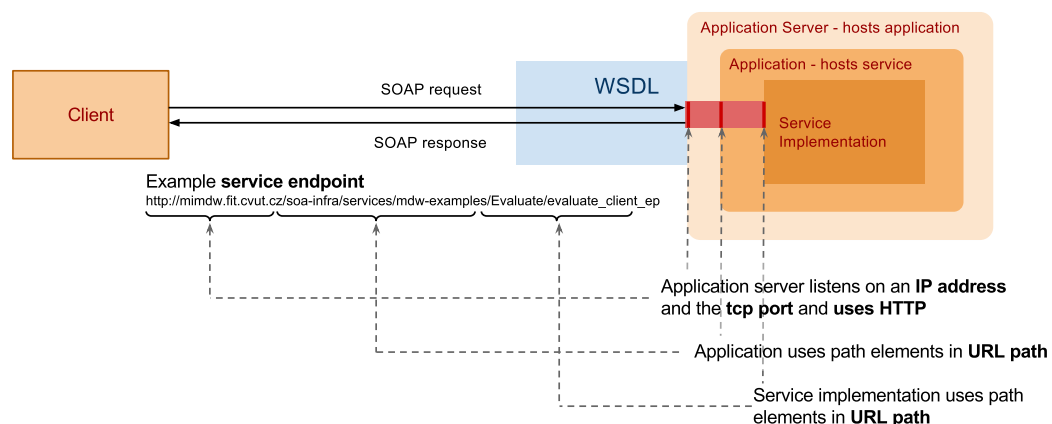 Application Server - hosts application
Application - hosts service
WSDL
SOAP request
Client
Service
Implementation
SOAP response
Example service endpoint
http://mimdw.fit.cvut.cz/soa-infra/services/mdw-examples/Evaluate/evaluate_client_ep
Application server listens on an IP address
and the tcp port and uses HTTP
Application uses path elements in URL path
Service implementation uses path
elements in URL path